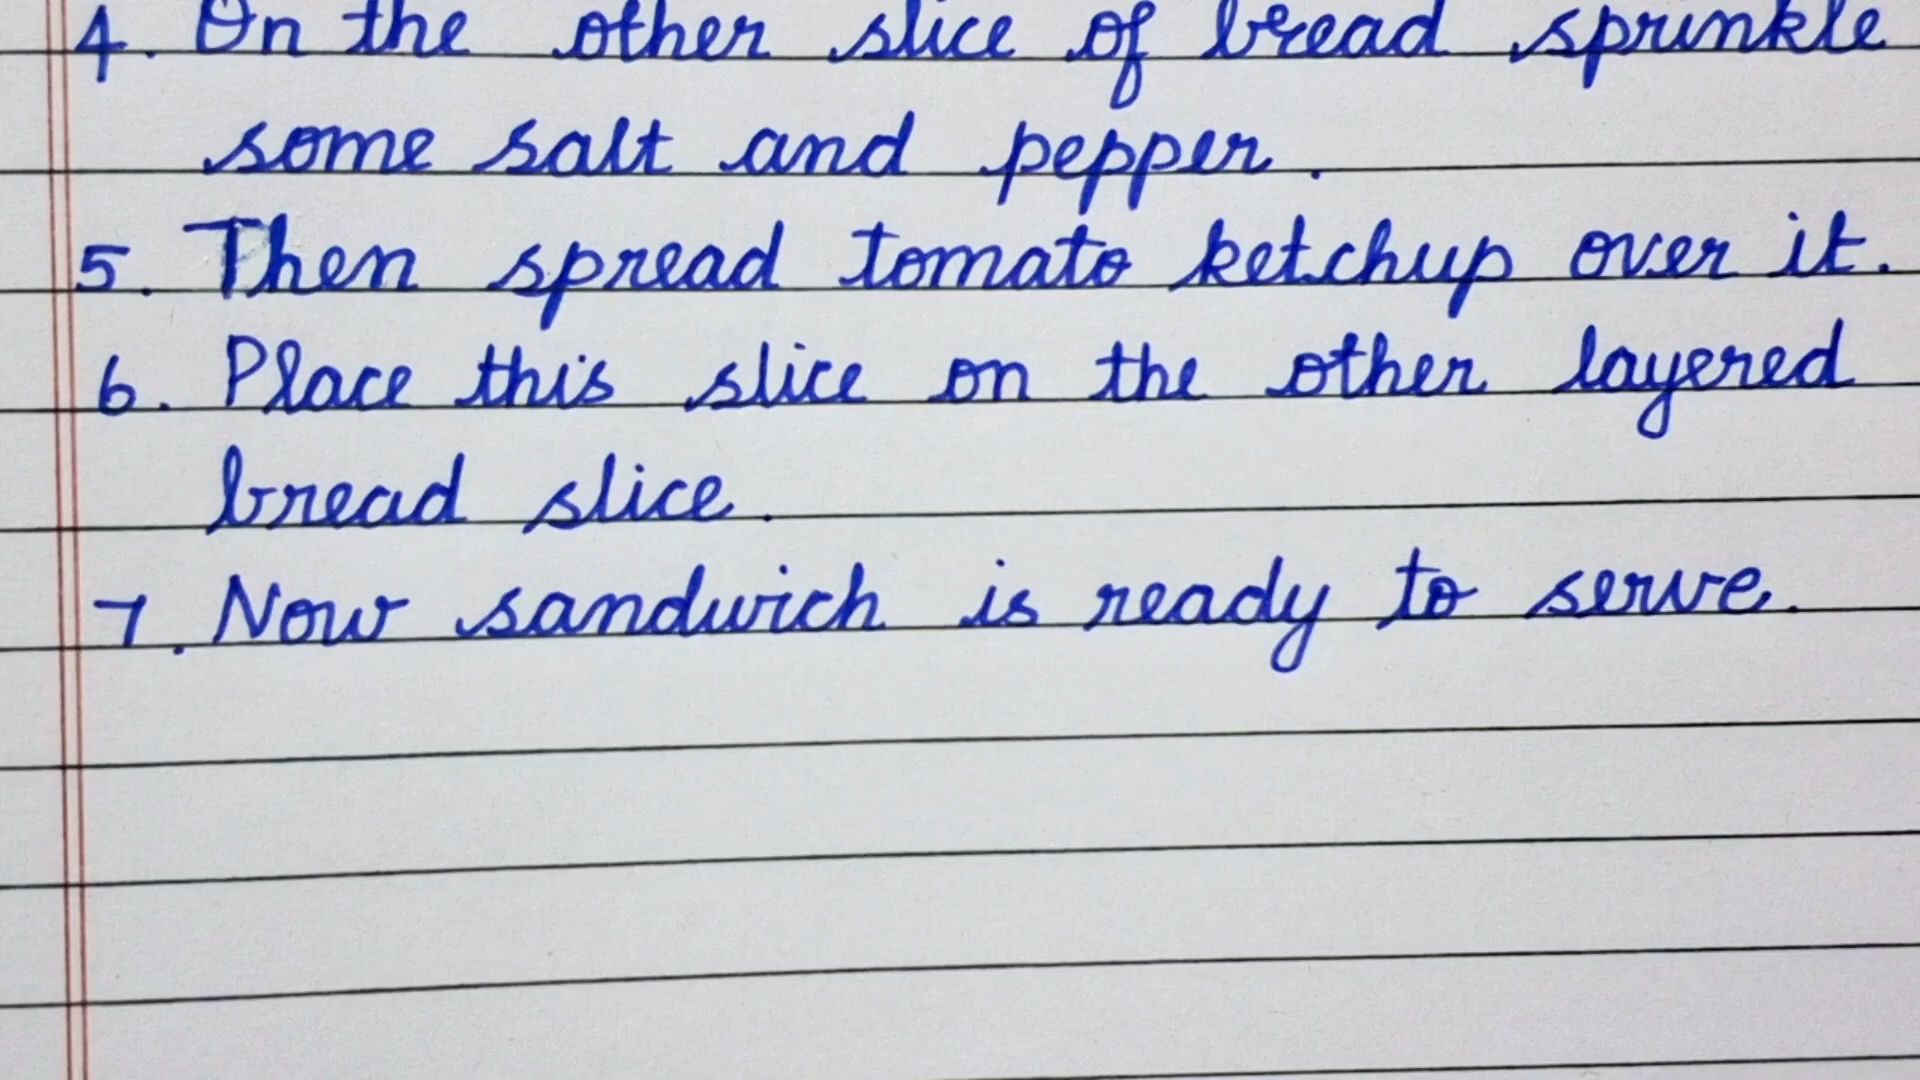 4. On the other slice of bread sprinkle
some salt and pepper.
5. Then spread tomato ketchup over it.
6. Place this slice on the other layered
bread slice.
7. Now sandwich is ready to serve.